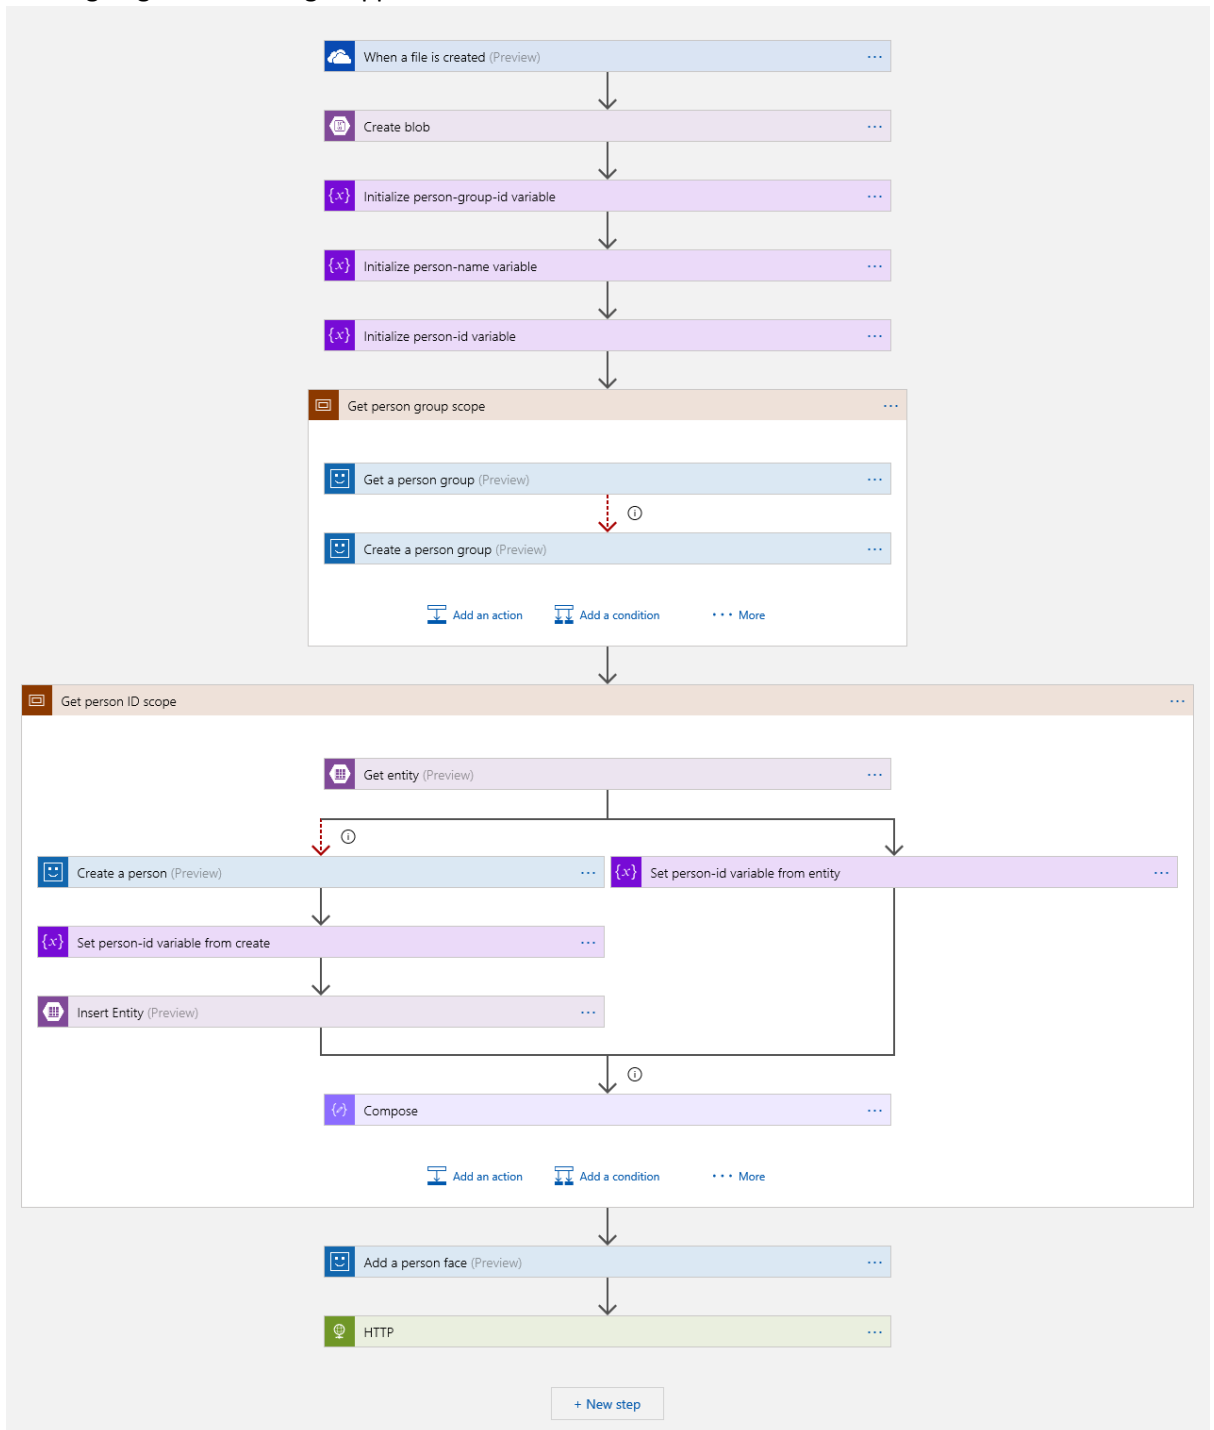 When a file is created (Preview)
Create blob
{x} Initialize person-group-id variable
{x} Initialize person-name variable
{x} Initialize person-id variable
Get person group scope
Get a person group (Preview)
Create a person group (Preview)
Add an action Add a condition ··· More
Get person ID scope
Get entity (Preview)
Create a person (Preview) ··· {x} Set person-id variable from entity
{x} Set person-id variable from create
Insert Entity (Preview)
Compose
Add an action Add a condition ··· More
Add a person face (Preview)
HTTP
+ New step